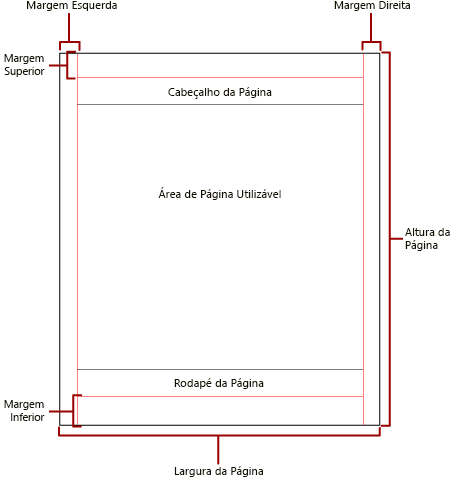 Margem Esquerda
Margem Direita
Margem
Superior
Cabeçalho da Página
Área de Página Utilizável
Altura da
Página
Rodapé da Página
Margem
Inferior
Largura da Página